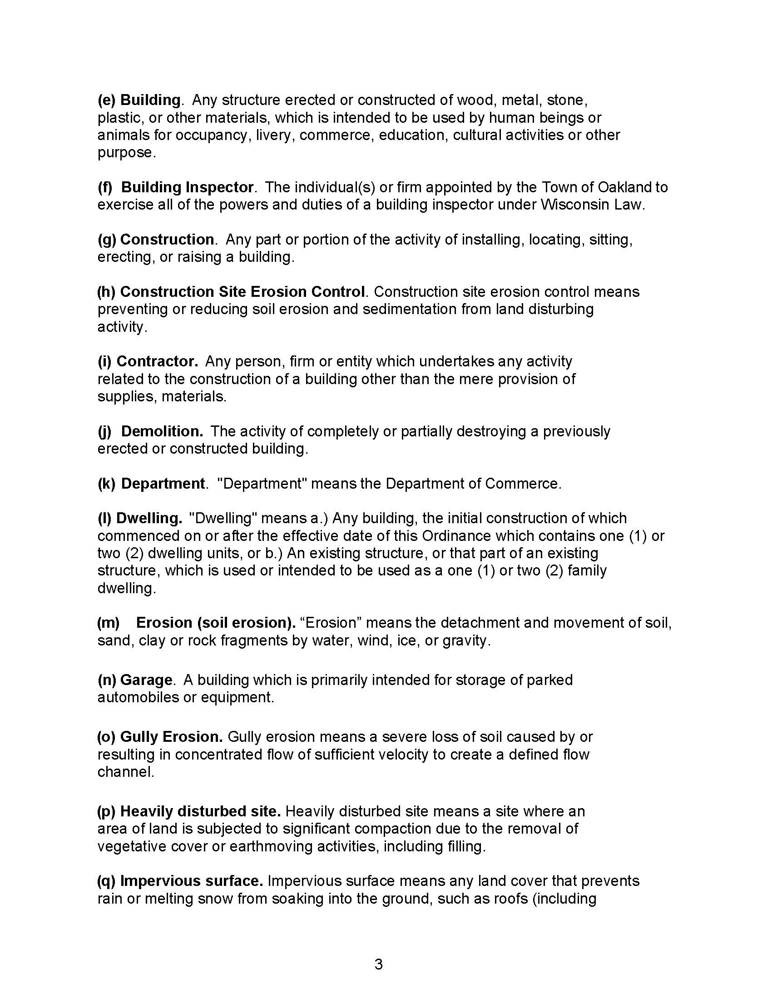 (e) Building.  Any structure erected or constructed of wood, metal, stone,
plastic, or other materials, which is intended to be used by human beings or
animals for occupancy, livery, commerce, education, cultural activities or other
purpose.
(f)  Building Inspector.  The individual(s) or firm appointed by the Town of Oakland to
exercise all of the powers and duties of a building inspector under Wisconsin Law.
(g) Construction.  Any part or portion of the activity of installing, locating, sitting,
erecting, or raising a building.
(h) Construction Site Erosion Control. Construction site erosion control means
preventing or reducing soil erosion and sedimentation from land disturbing
activity.
(i) Contractor.  Any person, firm or entity which undertakes any activity
related to the construction of a building other than the mere provision of
supplies, materials.
(j)  Demolition.  The activity of completely or partially destroying a previously
erected or constructed building.
(k) Department.  "Department" means the Department of Commerce.
(l) Dwelling.  "Dwelling" means a.) Any building, the initial construction of which
commenced on or after the effective date of this Ordinance which contains one (1) or
two (2) dwelling units, or b.) An existing structure, or that part of an existing
structure, which is used or intended to be used as a one (1) or two (2) family
dwelling.
(m)   Erosion (soil erosion). “Erosion” means the detachment and movement of soil,
sand, clay or rock fragments by water, wind, ice, or gravity.
(n) Garage.  A building which is primarily intended for storage of parked
automobiles or equipment.
(o) Gully Erosion. Gully erosion means a severe loss of soil caused by or
resulting in concentrated flow of sufficient velocity to create a defined flow
channel.
(p) Heavily disturbed site. Heavily disturbed site means a site where an
area of land is subjected to significant compaction due to the removal of
vegetative cover or earthmoving activities, including filling.
(q) Impervious surface. Impervious surface means any land cover that prevents
rain or melting snow from soaking into the ground, such as roofs (including
3